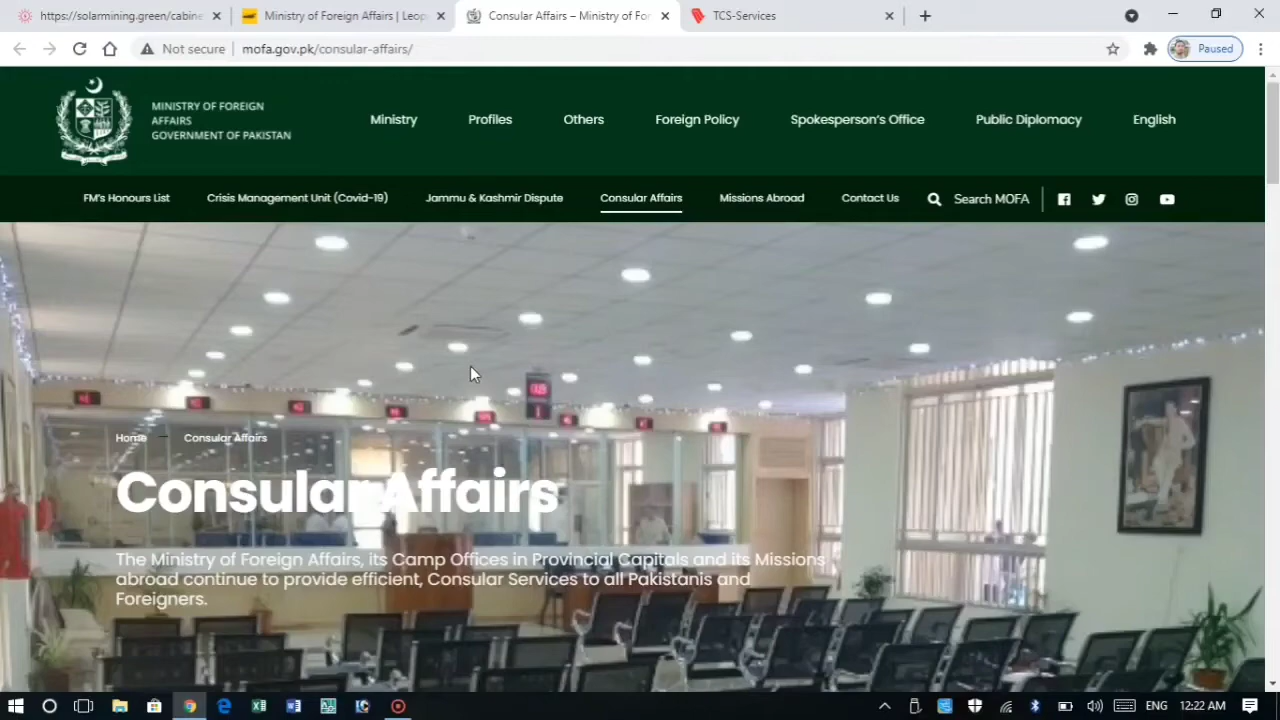 https://solarmining.green/cabine
Ministry of Foreign Affairs | Leop
Consular Affairs – Ministry of For
TCS-Services
Not secure
mofa.gov.pk/consular-affairs/
Paused
MINISTRY OF FOREIGN
AFFAIRS
GOVERNMENT OF PAKISTAN
Ministry
Profiles
Others
Foreign Policy
Spokesperson's Office
Public Diplomacy
English
FM's Honours List
Crisis Management Unit (Covid-19)
Jammu & Kashmir Dispute
Consular Affairs
Missions Abroad
Contact Us
Search MOFA
Home
Consular Affairs
Consular Affairs
The Ministry of Foreign Affairs, its Camp Offices in Provincial Capitals and its Missions
abroad continue to provide efficient, Consular Services to all Pakistanis and
Foreigners.
ENG
12:22 AM